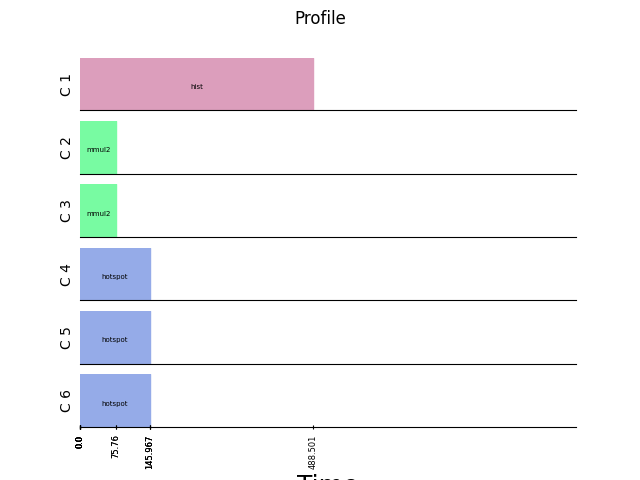 Profile
C 1
hist
C 2
mmul2
C 3
mmul2
C 4
hotspot
C 5
hotspot
C 6
hotspot
0.0
75.76
145.967
488.501
Time